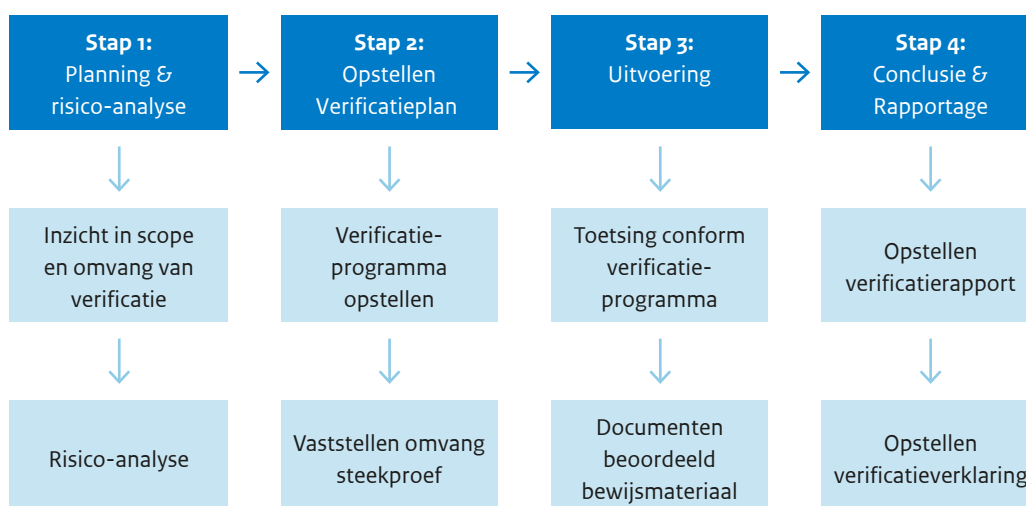 Stap 1:
Planning &
risico-analyse
Stap 2:
Opstellen
Verificatieplan
Stap 3:
Uitvoering
Stap 4:
Conclusie &
Rapportage
Inzicht in scope
en omvang van
verificatie
Verificatie-
programma
opstellen
Toetsing conform
verificatie-
programma
Opstellen
verificatierapport
Risico-analyse
Vaststellen omvang
steekproef
Documenten
beoordeeld
bewijsmateriaal
Opstellen
verificatieverklaring